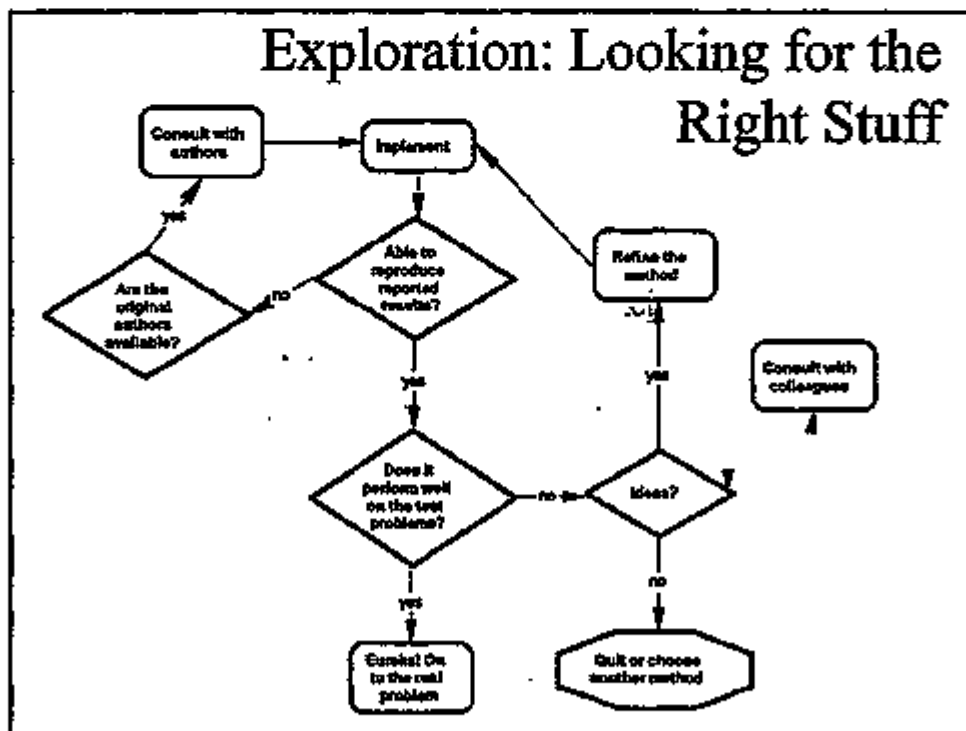 Exploration: Looking for the
Right Stuff
Consult with
authors
Implement
yes
Able to
reproduce
reported
results?
Refine the
method
Are the
original
authors
available?
no
yes
yes
Consult with
colleagues
Does it
perform well
on the test
problems?
no
Ideas?
yes
no
Eureka! On
to the real
problem
Quit or choose
another method